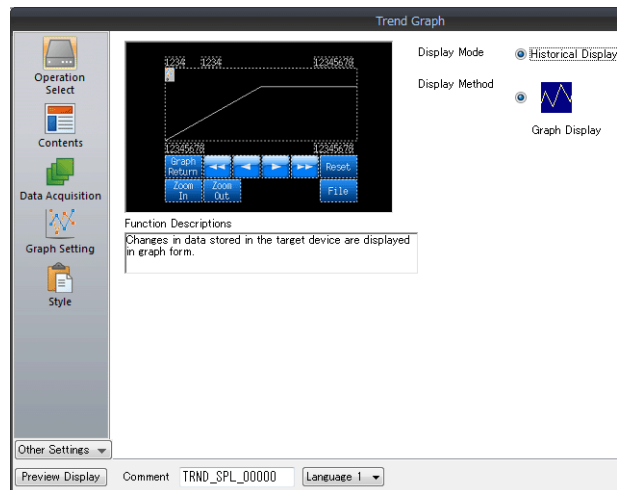 Trend Graph
Operation
Select
Contents
Data Acquisition
Graph Setting
Style
Other Settings
Preview Display
1234 1234 12345678
12345678 12345678
Graph
Return
Reset
Zoom
In
Zoom
Out
File
Function Descriptions
Changes in data stored in the target device are displayed
in graph form.
Display Mode
Historical Display
Display Method
Graph Display
Comment TRND_SPL_00000 Language 1